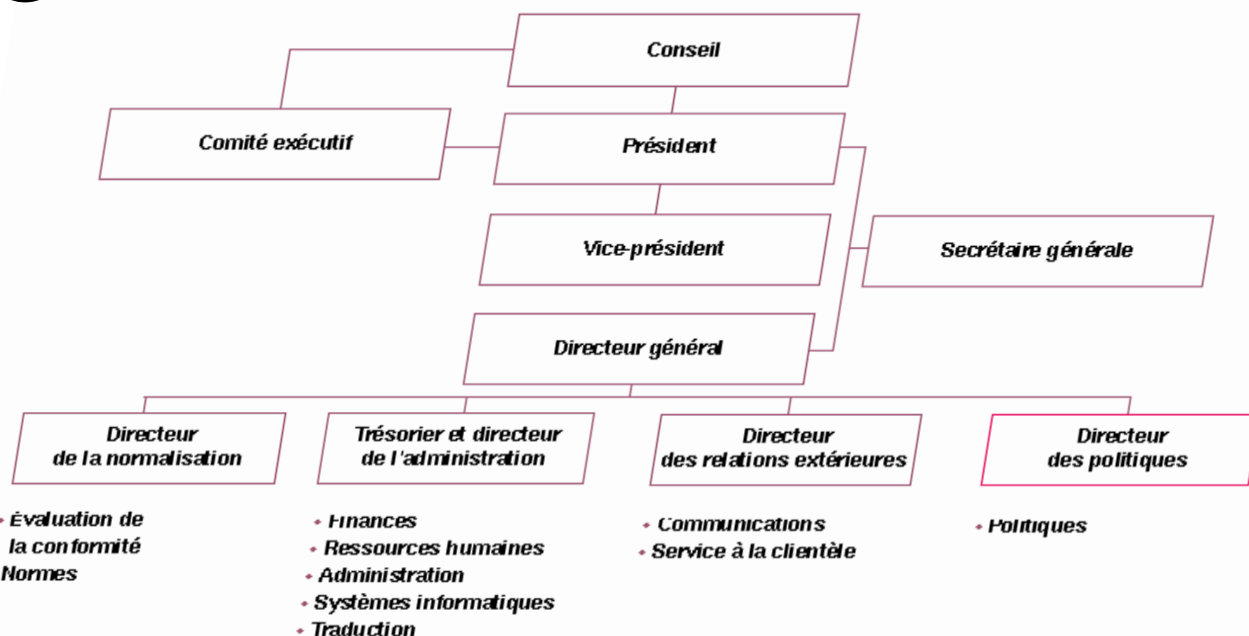 Conseil
Comité exécutif
Président
Vice-président
Secrétaire générale
Directeur général
Directeur
de la normalisation
Trésorier et directeur
de l'administration
Directeur
des relations extérieures
Directeur
des politiques
Évaluation de
la conformité
Normes
Finances
Ressources humaines
Administration
Systèmes informatiques
Traduction
Communications
Service à la clientèle
Politiques